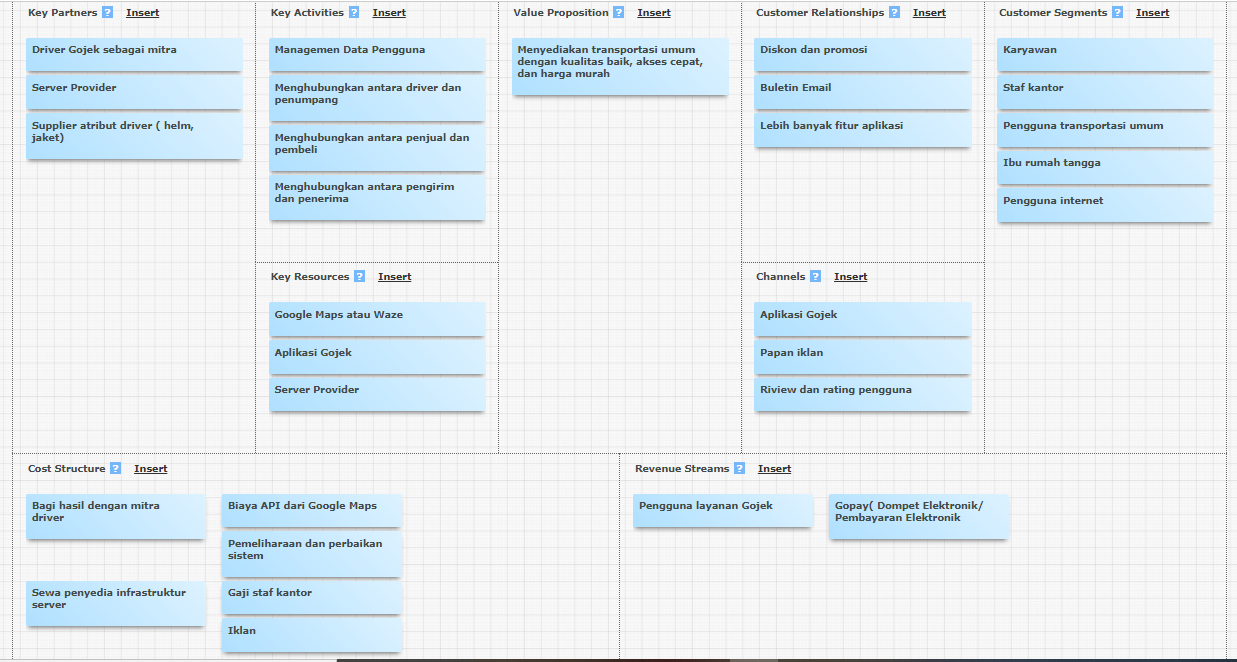 Key Partners ? Insert
Driver Gojek sebagai mitra
Server Provider
Supplier atribut driver ( helm,
jaket)
Key Activities ? Insert
Managemen Data Pengguna
Menghubungkan antara driver dan
penumpang
Menghubungkan antara penjual dan
pembeli
Menghubungkan antara pengirim
dan penerima
Key Resources ? Insert
Google Maps atau Waze
Aplikasi Gojek
Server Provider
Value Proposition ? Insert
Menyediakan transportasi umum
dengan kualitas baik, akses cepat,
dan harga murah
Customer Relationships ? Insert
Diskon dan promosi
Buletin Email
Lebih banyak fitur aplikasi
Channels ? Insert
Aplikasi Gojek
Papan iklan
Riview dan rating pengguna
Customer Segments ? Insert
Karyawan
Staf kantor
Pengguna transportasi umum
Ibu rumah tangga
Pengguna internet
Cost Structure ? Insert
Bagi hasil dengan mitra
driver
Sewa penyedia infrastruktur
server
Biaya API dari Google Maps
Pemeliharaan dan perbaikan
sistem
Gaji staf kantor
Iklan
Revenue Streams ? Insert
Pengguna layanan Gojek
Gopay( Dompet Elektronik/
Pembayaran Elektronik